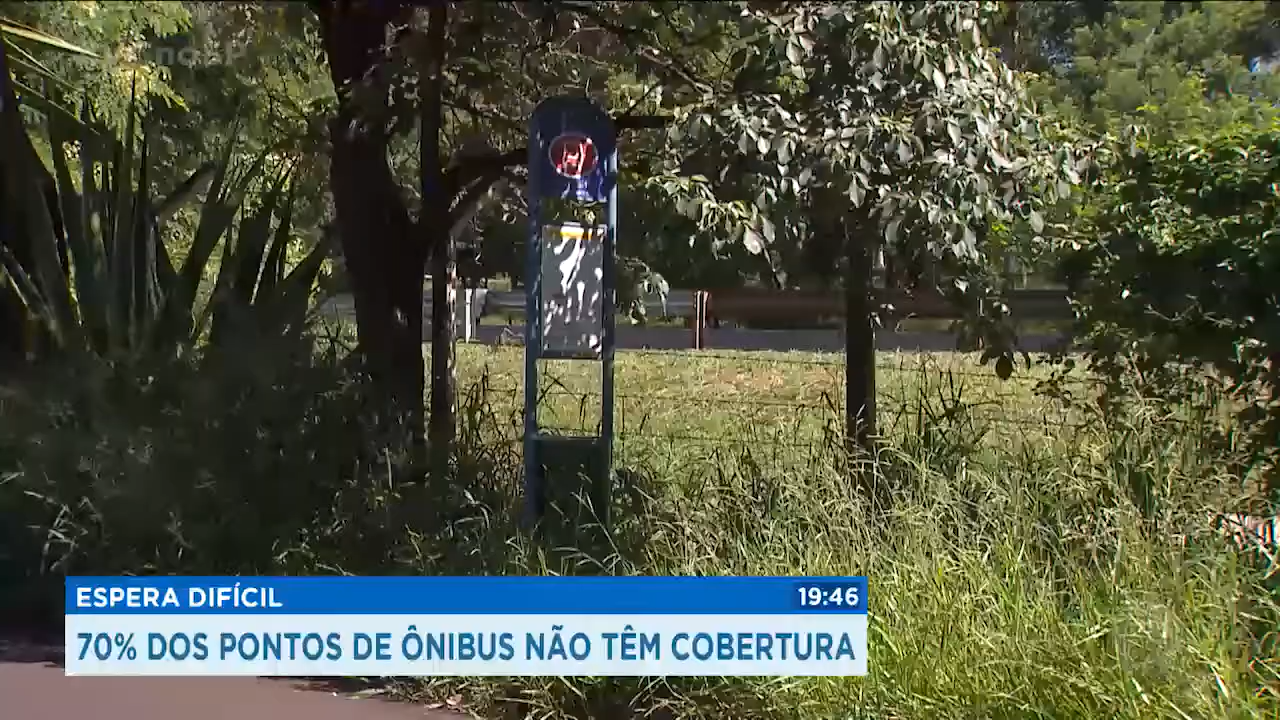 ESPERA DIFÍCIL 19:46
70% DOS PONTOS DE ÔNIBUS NÃO TÊM COBERTURA